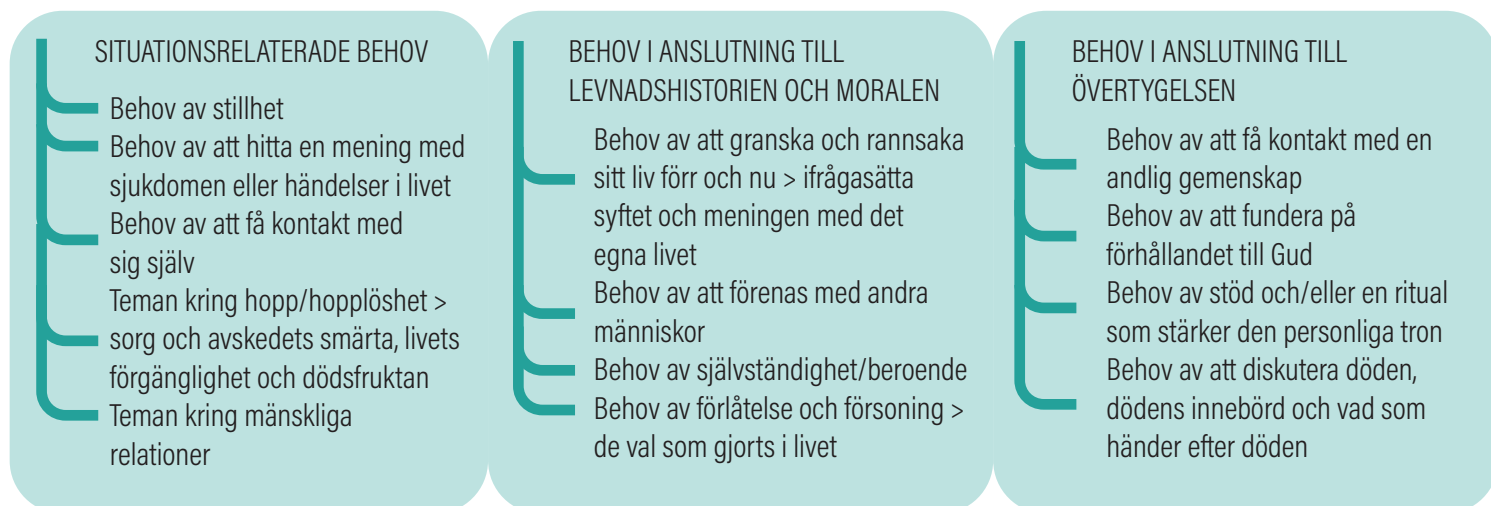 SITUATIONSRELATERADE BEHOV
Behov av stillhet
Behov av att hitta en mening med
sjukdomen eller händelser i livet
Behov av att få kontakt med
sig själv
Teman kring hopp/hopplöshet >
sorg och avskedets smärta, livets
förgänglighet och dödsfruktan
Teman kring mänskliga
relationer
BEHOV I ANSLUTNING TILL
LEVNADSHISTORIEN OCH MORALEN
Behov av att granska och rannsaka
sitt liv förr och nu > ifrågasätta
syftet och meningen med det
egna livet
Behov av att förenas med andra
människor
Behov av självständighet/beroende
Behov av förlåtelse och försoning >
de val som gjorts i livet
BEHOV I ANSLUTNING TILL
ÖVERTYGELSEN
Behov av att få kontakt med en
andlig gemenskap
Behov av att fundera på
förhållandet till Gud
Behov av stöd och/eller en ritual
som stärker den personliga tron
Behov av att diskutera döden,
dödens innebörd och vad som
händer efter döden